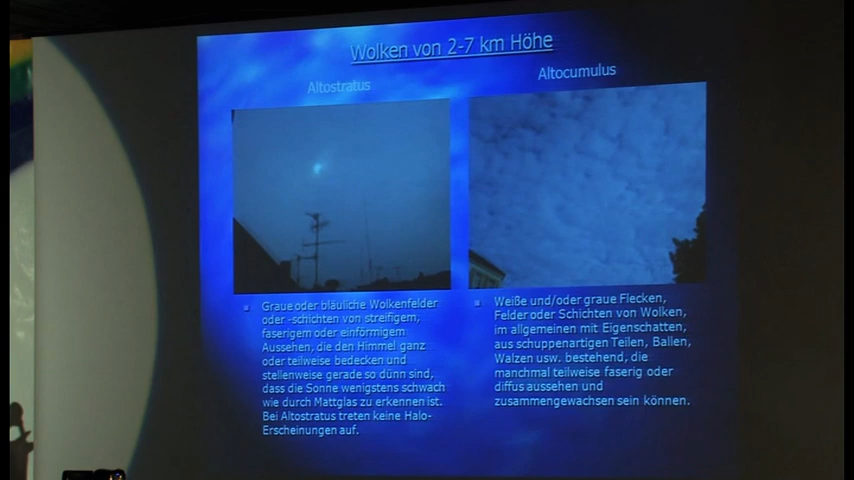 Wolken von 2-7 km Höhe
Altostratus
Graue oder bläuliche Wolkenfelder
oder -schichten von streifigem,
faserigem oder einförmigem
Aussehen, die den Himmel ganz
oder teilweise bedecken und
stellenweise gerade so dünn sind,
dass die Sonne wenigstens schwach
wie durch Mattglas zu erkennen ist.
Bei Altostratus treten keine Halo-
Erscheinungen auf.
Altocumulus
Weiße und/oder graue Flecken,
Felder oder Schichten von Wolken,
im allgemeinen mit Eigenschatten,
aus schuppenartigen Teilen, Ballen,
Walzen usw. bestehend, die
manchmal teilweise faserig oder
diffus aussehen und
zusammengewachsen sein können.